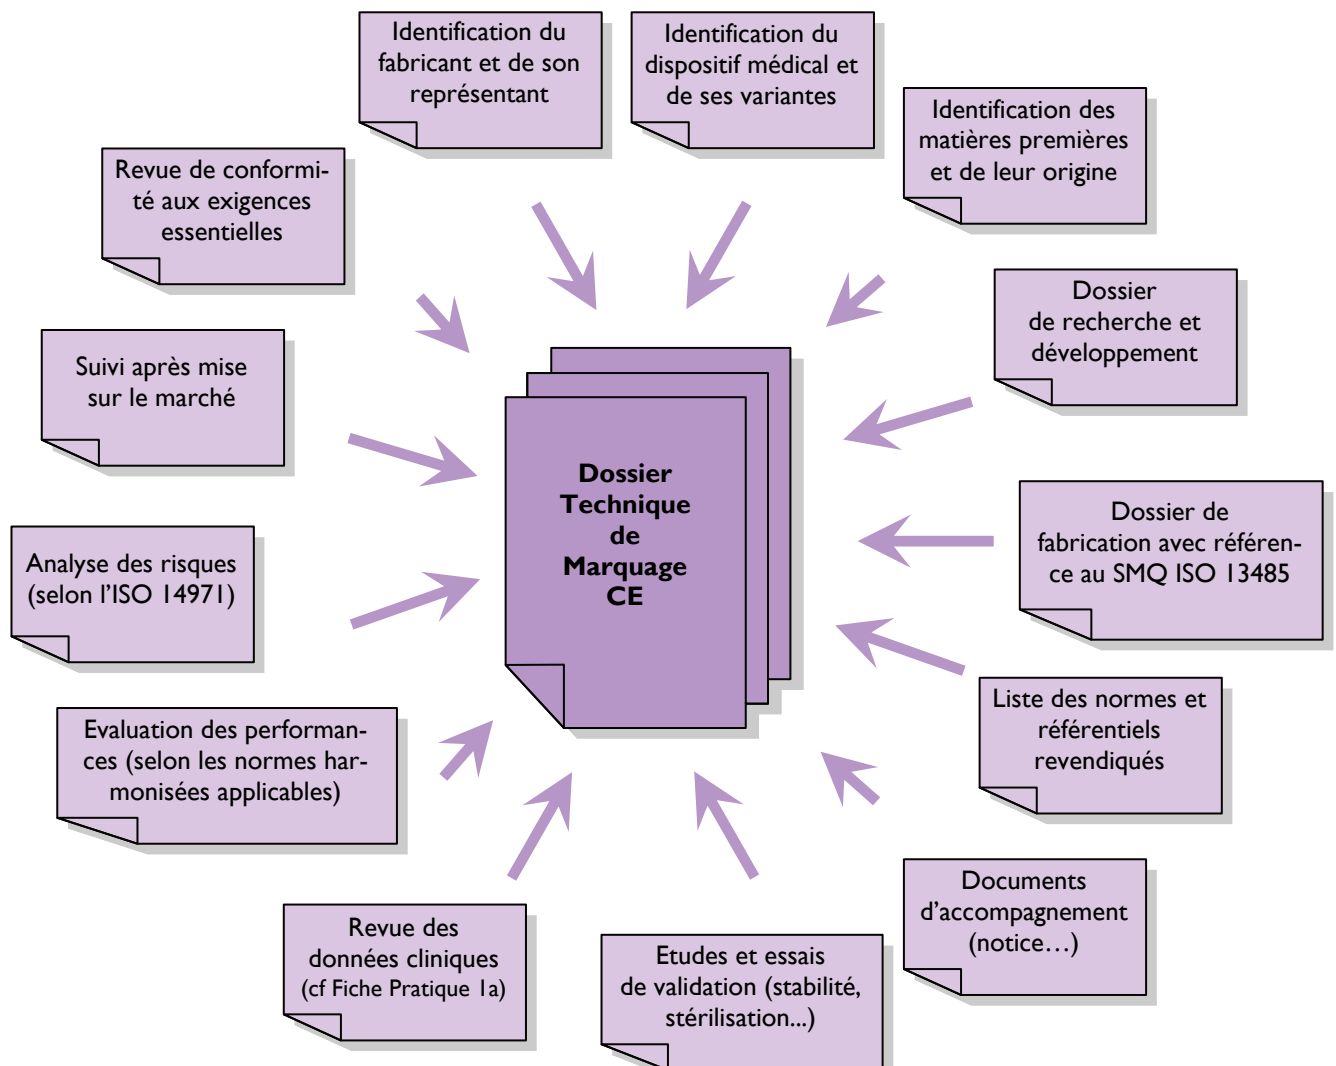 Identification du
fabricant et de son
représentant
Identification du
dispositif médical et
de ses variantes
Identification des
matières premières
et de leur origine
Revue de conformi-
té aux exigences
essentielles
Dossier
de recherche et
développement
Suivi après mise
sur le marché
Dossier
Technique
de
Marquage
CE
Dossier de
fabrication avec référen-
ce au SMQ ISO 13485
Analyse des risques
(selon l'ISO 14971)
Liste des normes et
référentiels
revendiqués
Evaluation des performan-
ces (selon les normes har-
monisées applicables)
Documents
d'accompagnement
(notice…)
Revue des
données cliniques
(cf Fiche Pratique 1a)
Etudes et essais
de validation (stabilité,
stérilisation...)